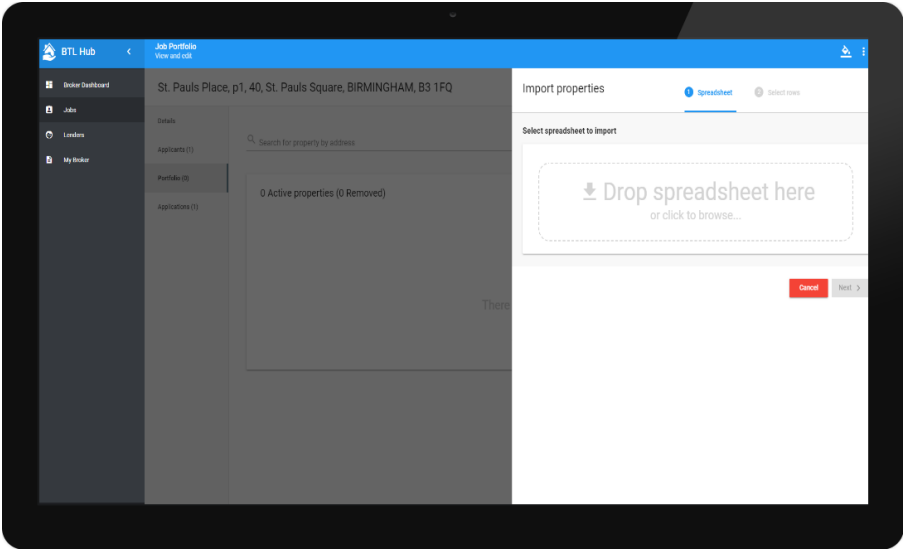 BTL Hub
Job Portfolio
View and edit
Broker Dashboard
Jobs
Lenders
My Broker
St. Pauls Place, p1, 40, St. Pauls Square, BIRMINGHAM, B3 1FQ
Details
Applicants (1)
Portfolio (0)
Applications (1)
Search for property by address
0 Active properties (0 Removed)
There
Import properties
1 Spreadsheet
2 Select rows
Select spreadsheet to import
Drop spreadsheet here
or click to browse...
Cancel
Next